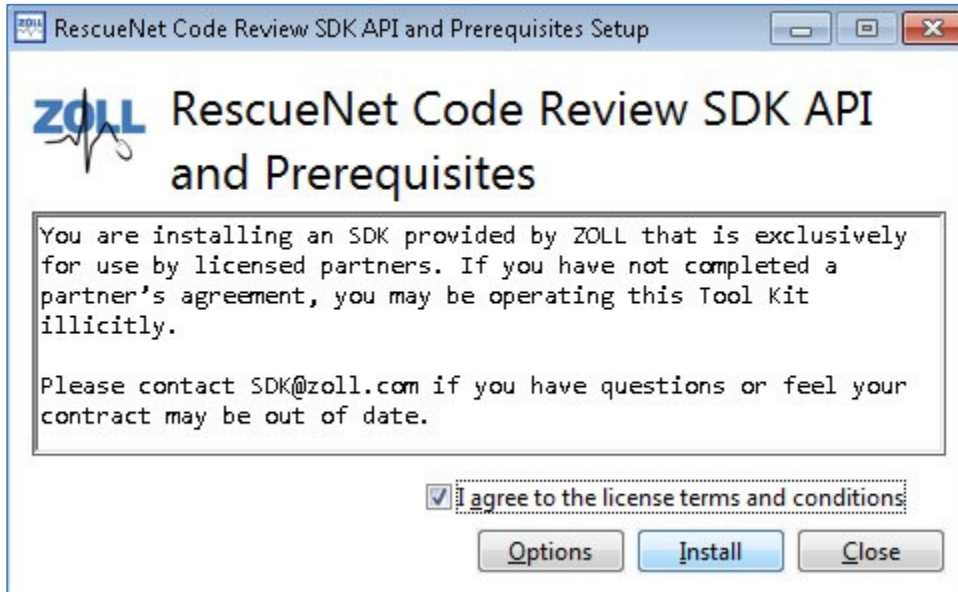 ZOLL RescueNet Code Review SDK API and Prerequisites Setup
ZOLL RescueNet Code Review SDK API
and Prerequisites
You are installing an SDK provided by ZOLL that is exclusively
for use by licensed partners. If you have not completed a
partner's agreement, you may be operating this Tool Kit
illicitly.
Please contact SDK@zoll.com if you have questions or feel your
contract may be out of date.
I agree to the license terms and conditions
Options Install Close